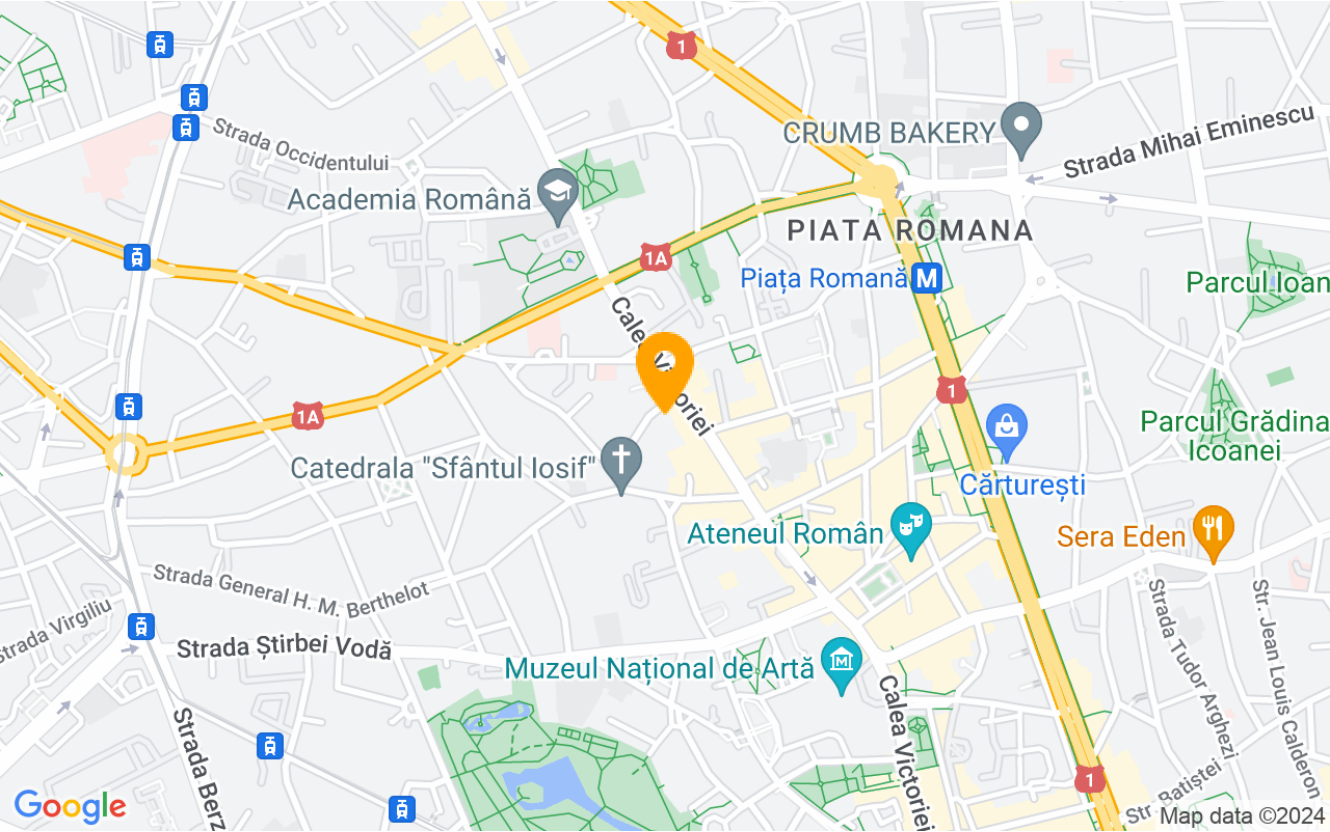 1
Strada Occidentului
CRUMB BAKERY
Strada Mihai Eminescu
Academia Română
PIATA ROMANA
1A
Piața Romană M
Parcul Ioan
Calea Victoriei
1
1A
Parcul Grădina
Icoanei
Catedrala "Sfântul Iosif"
Cărturești
Ateneul Român
Sera Eden
Strada General H. M. Berthelot
Strada Virgiliu
Strada Știrbei Vodă
Muzeul Național de Artă
M
Strada Tudor Arghezi
Str. Jean Louis Calderon
Calea Victoriei
Strada Berz
1
Str. Batiștei
Google
Map data ©2024